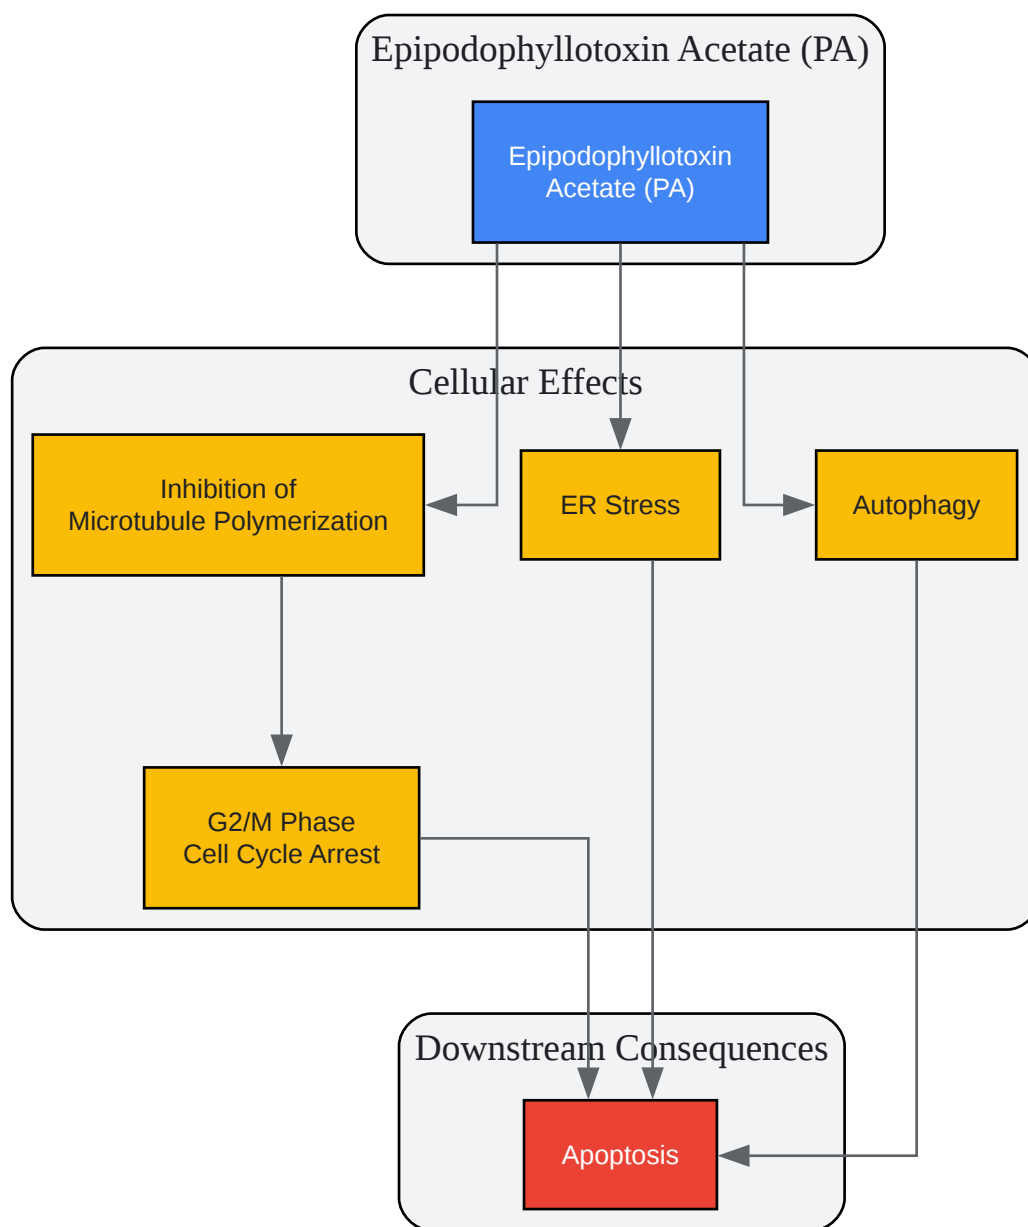 Epipodophyllotoxin Acetate (PA)
Epipodophyllotoxin
Acetate (PA)
Cellular Effects
Inhibition of
Microtubule Polymerization
ER Stress
Autophagy
G2/M Phase
Cell Cycle Arrest
Downstream Consequences
Apoptosis